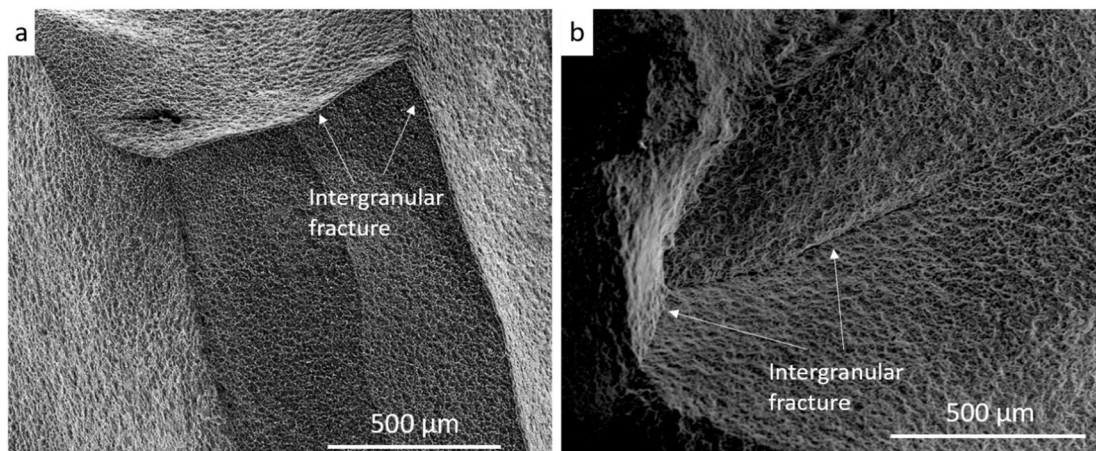 a
Intergranular
fracture
500 μm
b
Intergranular
fracture
500 μm